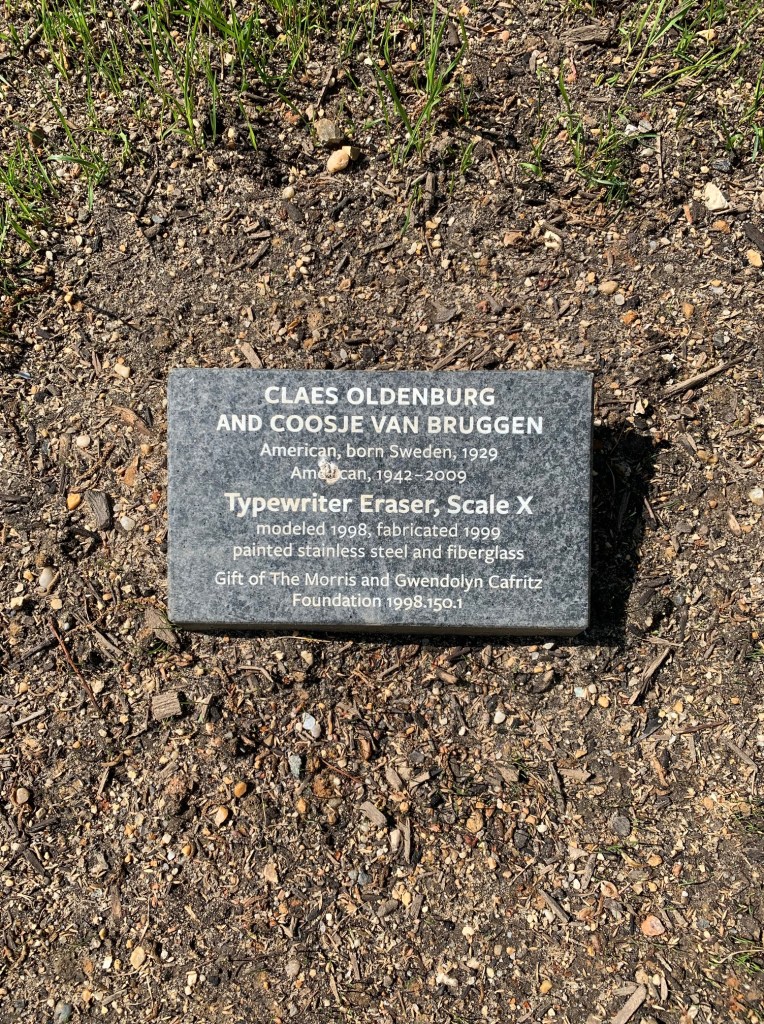 CLAES OLDENBURG
AND COOSJE VAN BRUGGEN
American, born Sweden, 1929
American, 1942–2009
Typewriter Eraser, Scale X
modeled 1998, fabricated 1999
painted stainless steel and fiberglass
Gift of The Morris and Gwendolyn Cafritz
Foundation 1998.150.1